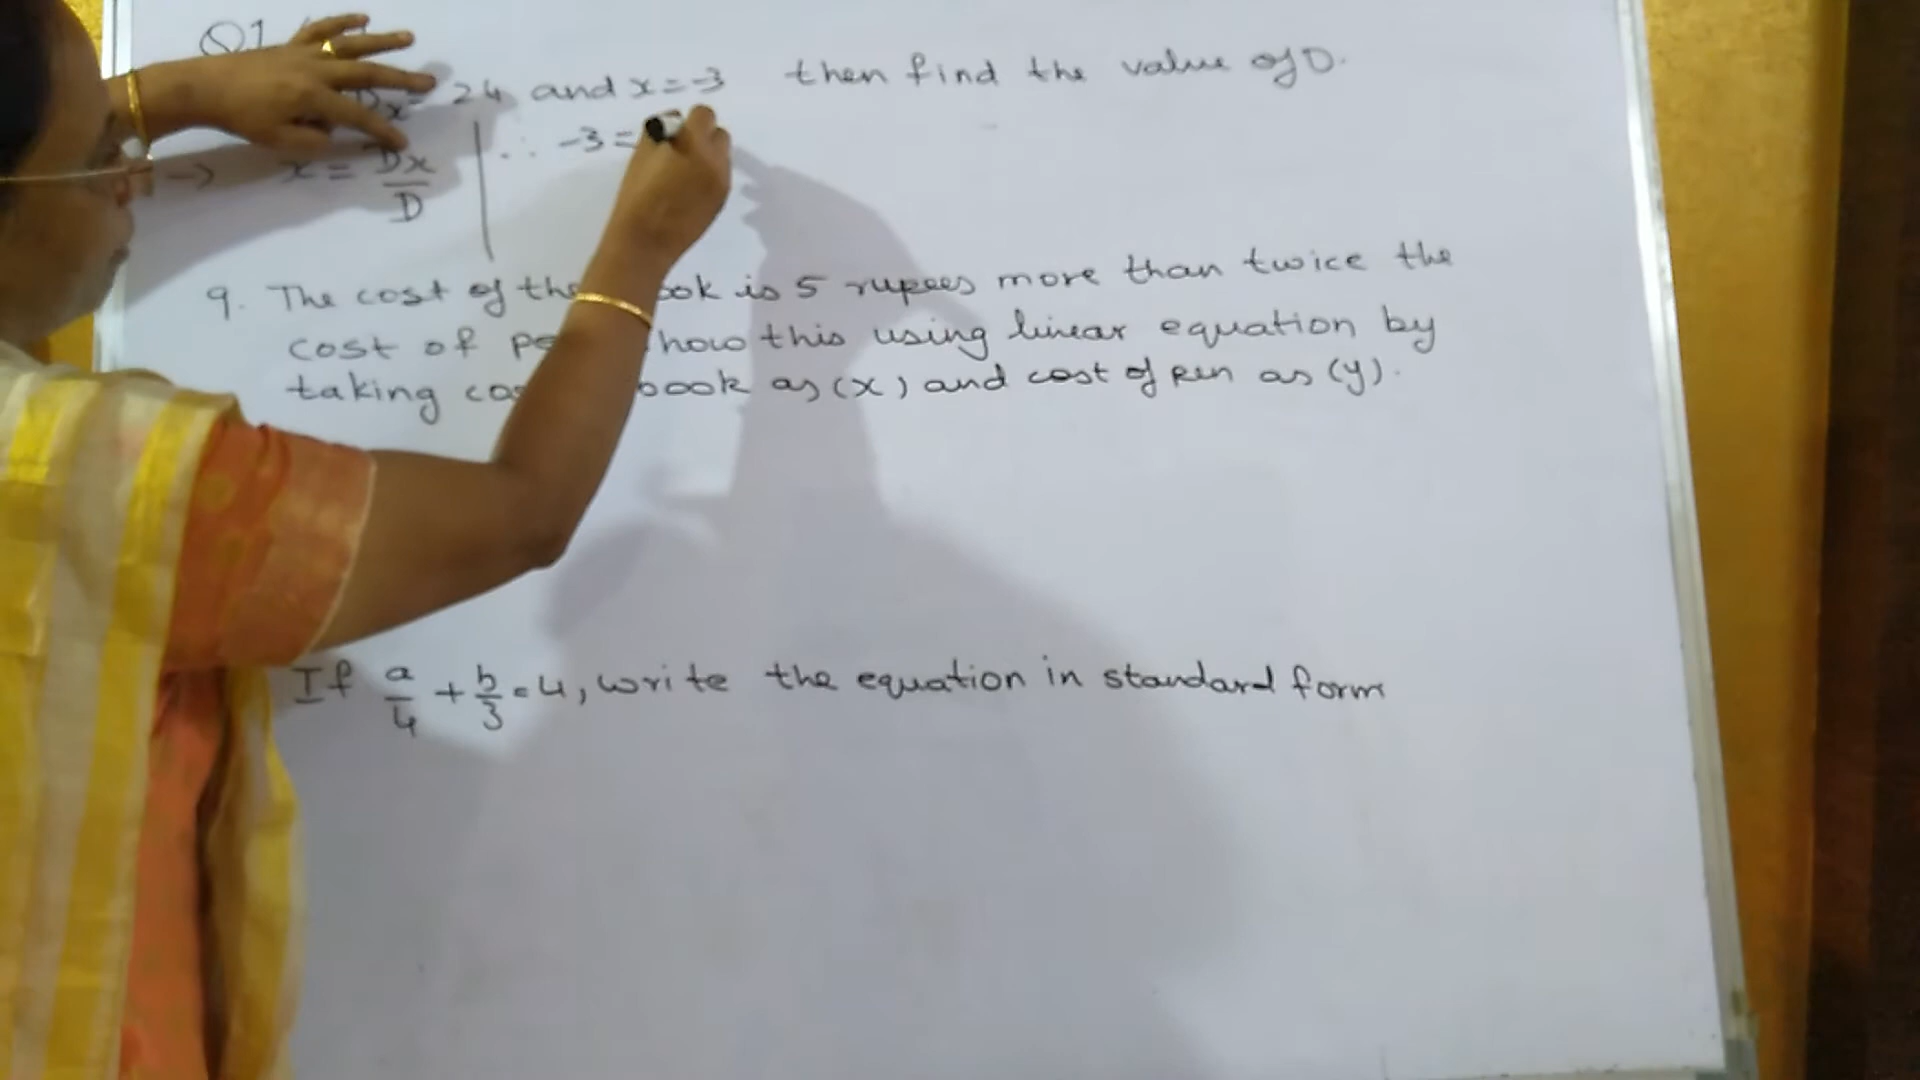 Q1
Dx = 24 and x = -3 then find the value of D.
→ x = Dx/D | ∴ -3 =
9. The cost of the ook is 5 rupees more than twice the
cost of pe how this using linear equation by
taking co book as (x) and cost of pen as (y).
If a/4 + b/3 = 4, write the equation in standard form